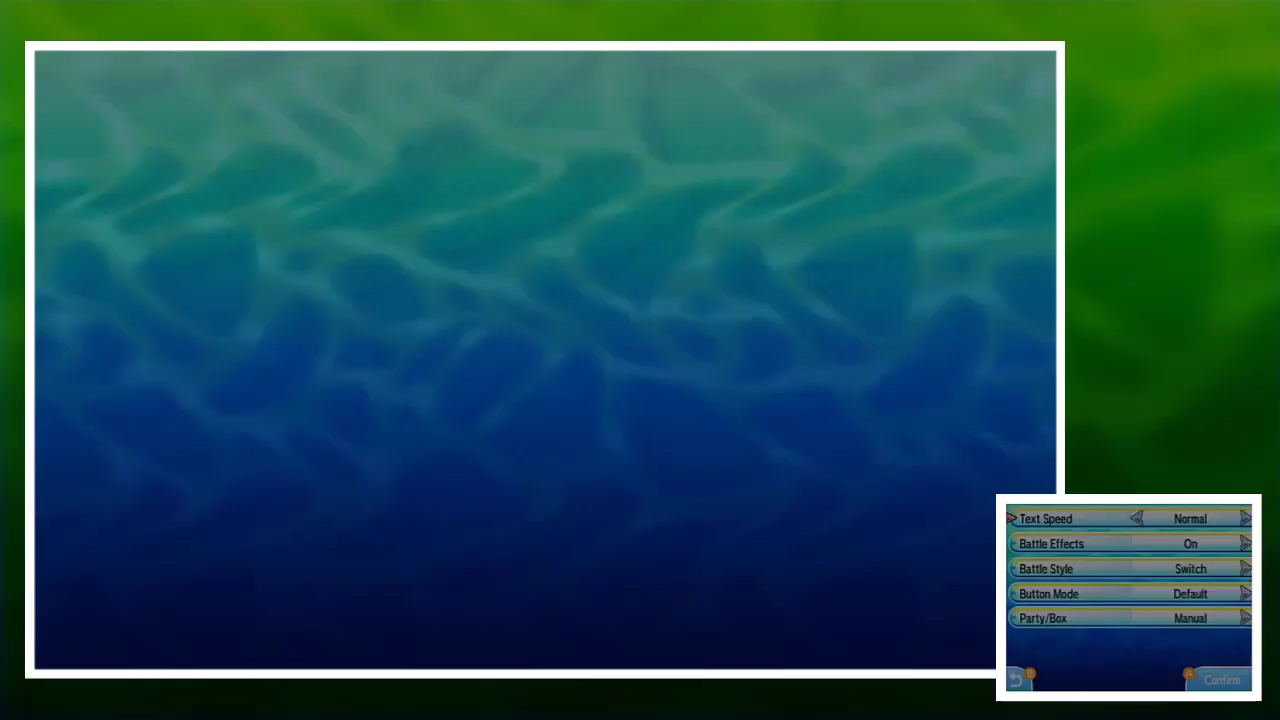 Text Speed Normal
Battle Effects On
Battle Style Switch
Button Mode Default
Party/Box Manual
B
A Confirm